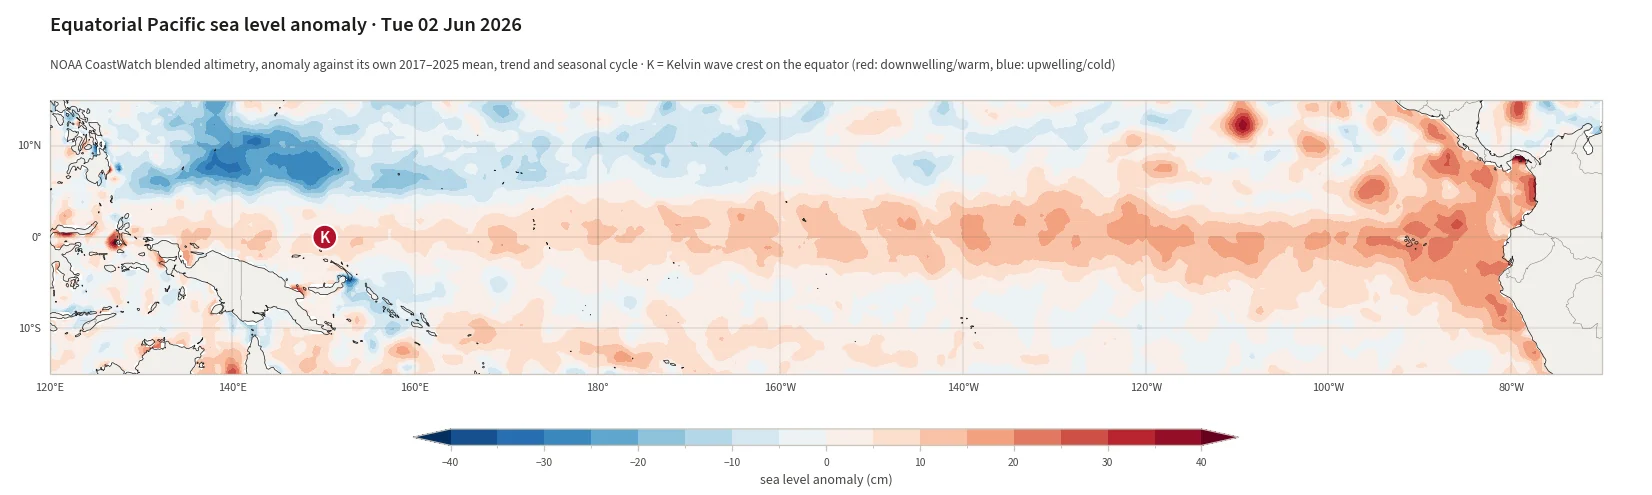 Equatorial Pacific sea level anomaly · Tue 02 Jun 2026
NOAA CoastWatch blended altimetry, anomaly against its own 2017–2025 mean, trend and seasonal cycle · K = Kelvin wave crest on the equator (red: downwelling/warm, blue: upwelling/cold)
10°N
0°
K
10°S
120°E 140°E 160°E 180° 160°W 140°W 120°W 100°W 80°W
−40 −30 −20 −10 0 10 20 30 40
sea level anomaly (cm)